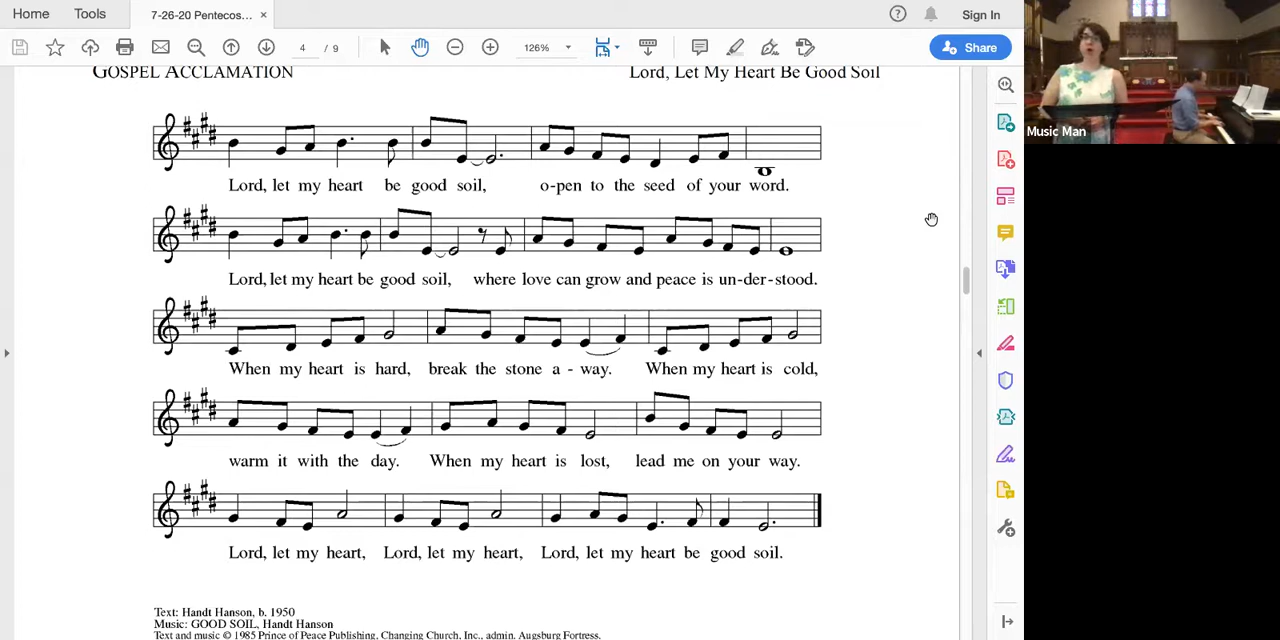 Home Tools 7-26-20 Pentecos... × Sign In
4 / 9 126% Share
GOSPEL ACCLAMATION Lord, Let My Heart Be Good Soil
Music Man
Lord, let my heart be good soil, o-pen to the seed of your word.
Lord, let my heart be good soil, where love can grow and peace is un-der-stood.
When my heart is hard, break the stone a - way. When my heart is cold,
warm it with the day. When my heart is lost, lead me on your way.
Lord, let my heart, Lord, let my heart, Lord, let my heart be good soil.
Text: Handt Hanson, b. 1950
Music: GOOD SOIL, Handt Hanson
Text and music © 1985 Prince of Peace Publishing, Changing Church, Inc., admin. Augsburg Fortress.